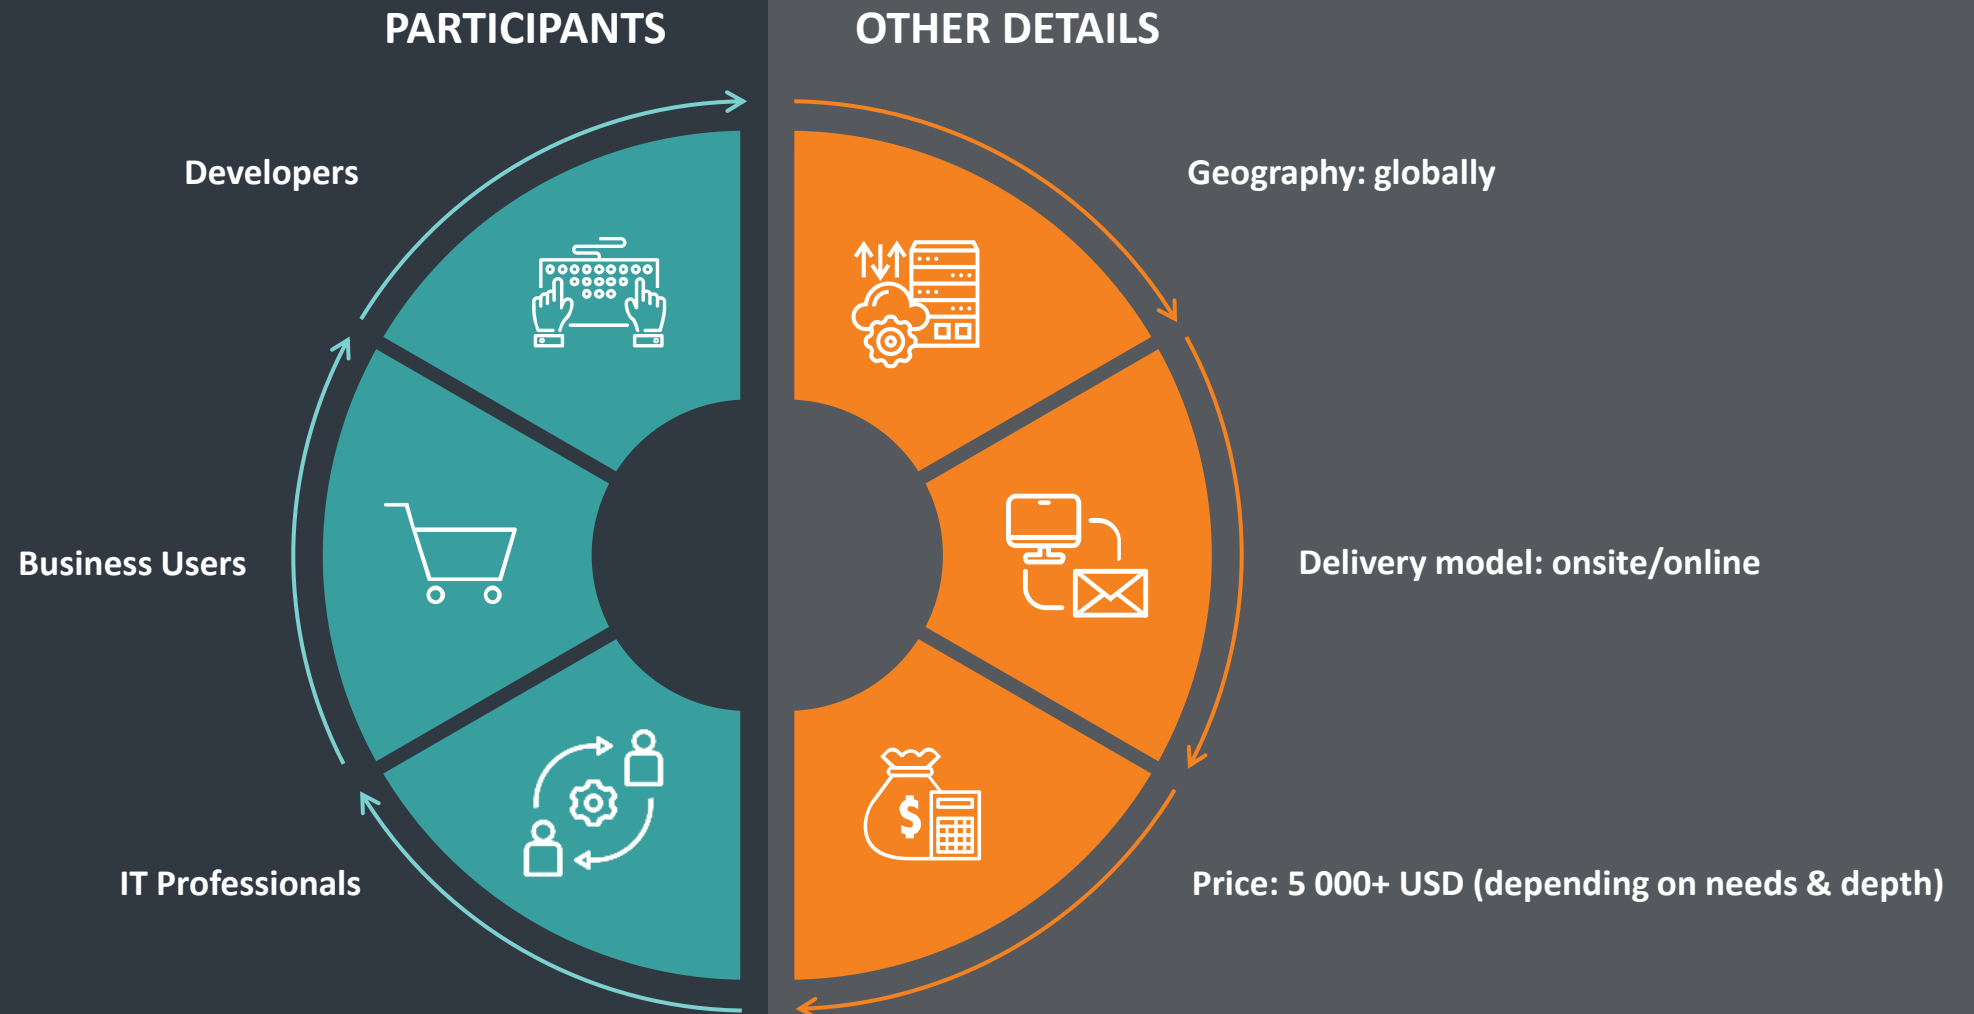 PARTICIPANTS
Developers
Business Users
IT Professionals
OTHER DETAILS
Geography: globally
Delivery model: onsite/online
Price: 5 000+ USD (depending on needs & depth)
$